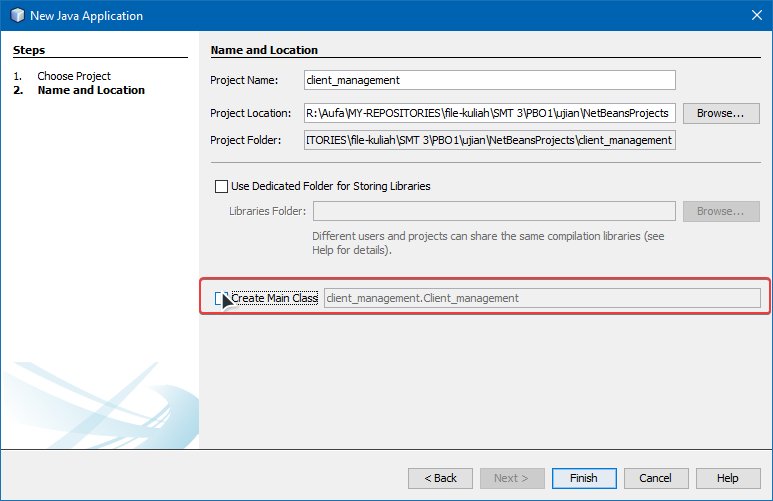 New Java Application
Steps
1. Choose Project
2. Name and Location
Name and Location
Project Name: client_management
Project Location: R:\Aufa\MY-REPOSITORIES\file-kuliah\SMT 3\PBO1\ujian\NetBeansProjects Browse...
Project Folder: ITORIES\file-kuliah\SMT 3\PBO1\ujian\NetBeansProjects\client_management
Use Dedicated Folder for Storing Libraries
Libraries Folder: Browse...
Different users and projects can share the same compilation libraries (see
Help for details).
Create Main Class client_management.Client_management
< Back Next > Finish Cancel Help